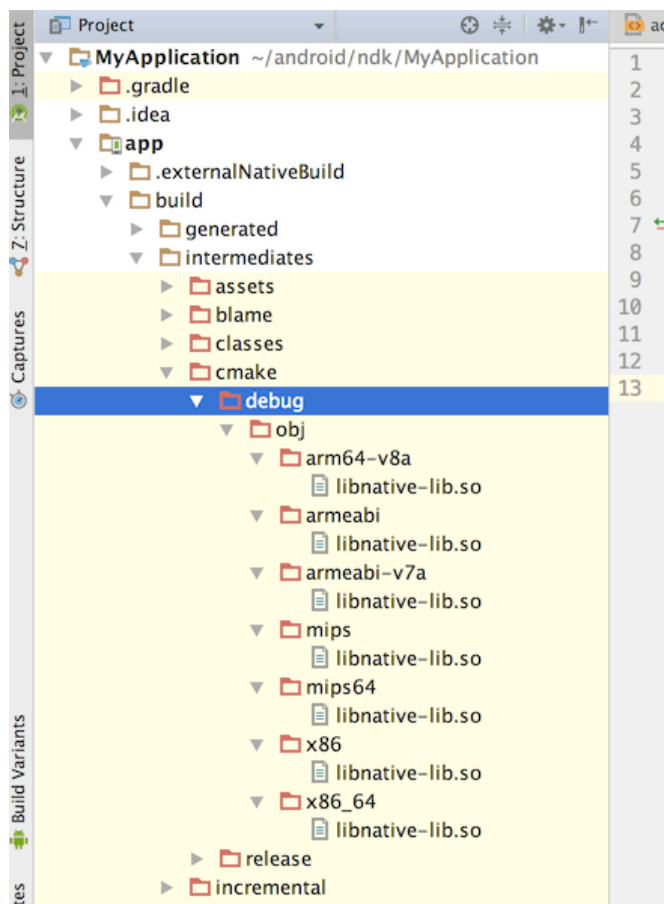 Project
ac
MyApplication ~/android/ndk/MyApplication
.gradle
.idea
app
.externalNativeBuild
build
generated
intermediates
assets
blame
classes
cmake
debug
obj
arm64-v8a
libnative-lib.so
armeabi
libnative-lib.so
armeabi-v7a
libnative-lib.so
mips
libnative-lib.so
mips64
libnative-lib.so
x86
libnative-lib.so
x86_64
libnative-lib.so
release
incremental
1: Project
Z: Structure
Captures
Build Variants
tes
1
2
3
4
5
6
7
8
9
10
11
12
13